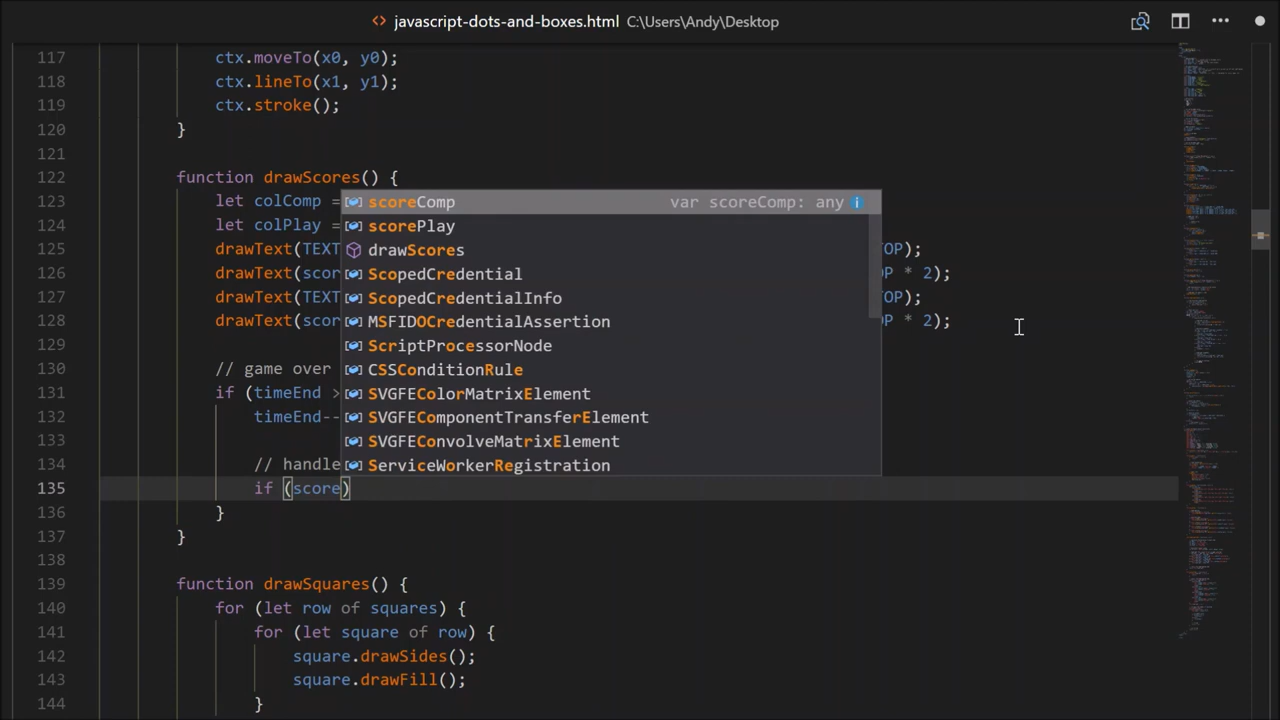 <> javascript-dots-and-boxes.html C:\Users\Andy\Desktop
117 ctx.moveTo(x0, y0);
118 ctx.lineTo(x1, y1);
119 ctx.stroke();
120 }
121
122 function drawScores() {
123 let colComp =
124 let colPlay =
125 drawText(TEXT OP);
126 drawText(scor OP * 2);
127 drawText(TEXT OP);
128 drawText(scor OP * 2);
129
130 // game over
131 if (timeEnd >
132 timeEnd--
133
134 // handle
135 if (score)
136 }
137 }
138
139 function drawSquares() {
140 for (let row of squares) {
141 for (let square of row) {
142 square.drawSides();
143 square.drawFill();
144 }
scoreComp var scoreComp: any i
scorePlay
drawScores
ScopedCredential
ScopedCredentialInfo
MSFIDOCredentialAssertion
ScriptProcessorNode
CSSConditionRule
SVGFEColorMatrixElement
SVGFEComponentTransferElement
SVGFEConvolveMatrixElement
ServiceWorkerRegistration